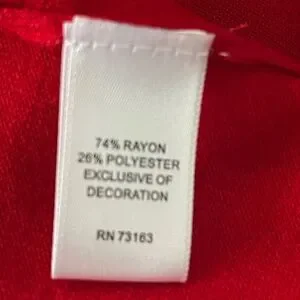 74% RAYON
26% POLYESTER
EXCLUSIVE OF
DECORATION
RN 73163